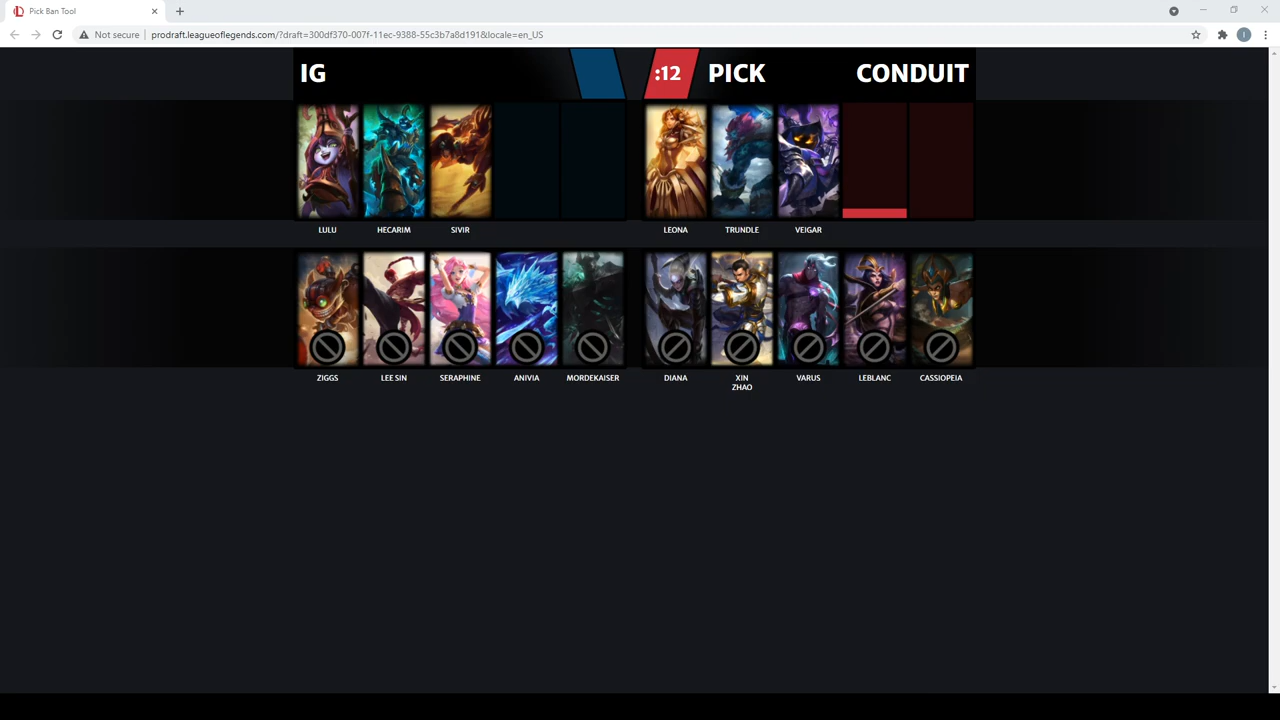 Pick Ban Tool
Not secure
prodraft.leagueoflegends.com/?draft=300df370-007f-11ec-9388-55c3b7a8d191&locale=en_US
I
IG
:12
PICK
CONDUIT
LULU
HECARIM
SIVIR
LEONA
TRUNDLE
VEIGAR
ZIGGS
LEE SIN
SERAPHINE
ANIVIA
MORDEKAISER
DIANA
XIN
ZHAO
VARUS
LEBLANC
CASSIOPEIA